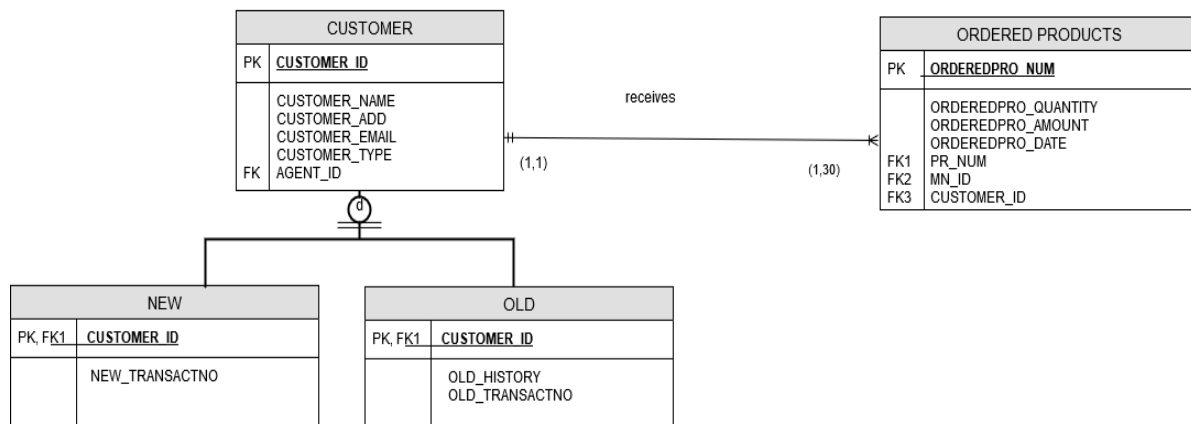 CUSTOMER
PK CUSTOMER_ID
CUSTOMER_NAME
CUSTOMER_ADD
CUSTOMER_EMAIL
CUSTOMER_TYPE
FK AGENT_ID
receives
(1,1)
(1,30)
ORDERED PRODUCTS
PK ORDEREDPRO_NUM
ORDEREDPRO_QUANTITY
ORDEREDPRO_AMOUNT
ORDEREDPRO_DATE
FK1 PR_NUM
FK2 MN_ID
FK3 CUSTOMER_ID
d
NEW
PK, FK1 CUSTOMER_ID
NEW_TRANSACTNO
OLD
PK, FK1 CUSTOMER_ID
OLD_HISTORY
OLD_TRANSACTNO